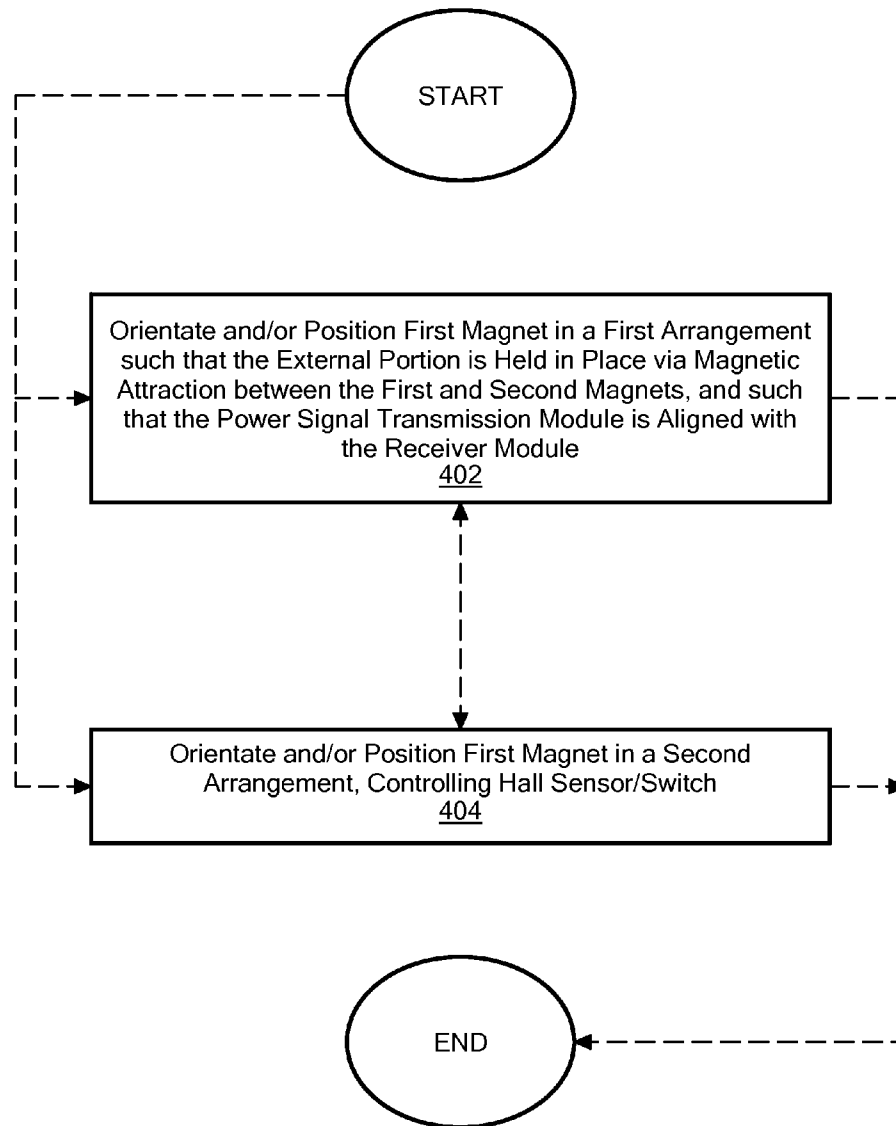 START
Orientate and/or Position First Magnet in a First Arrangement
such that the External Portion is Held in Place via Magnetic
Attraction between the First and Second Magnets, and such
that the Power Signal Transmission Module is Aligned with
the Receiver Module
402
Orientate and/or Position First Magnet in a Second
Arrangement, Controlling Hall Sensor/Switch
404
END